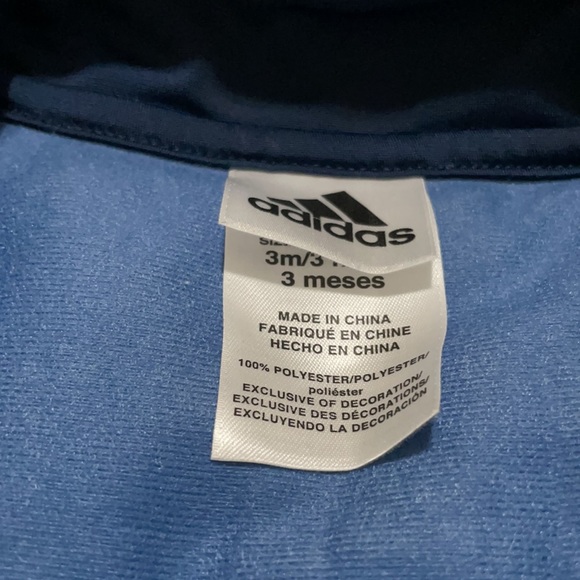 adidas
3m/3
3 meses
MADE IN CHINA
FABRIQUÉ EN CHINE
HECHO EN CHINA
100% POLYESTER/POLYESTER/
poliéster
EXCLUSIVE OF DECORATION/
EXCLUSIVE DES DÉCORATIONS/
EXCLUYENDO LA DECORACIÓN